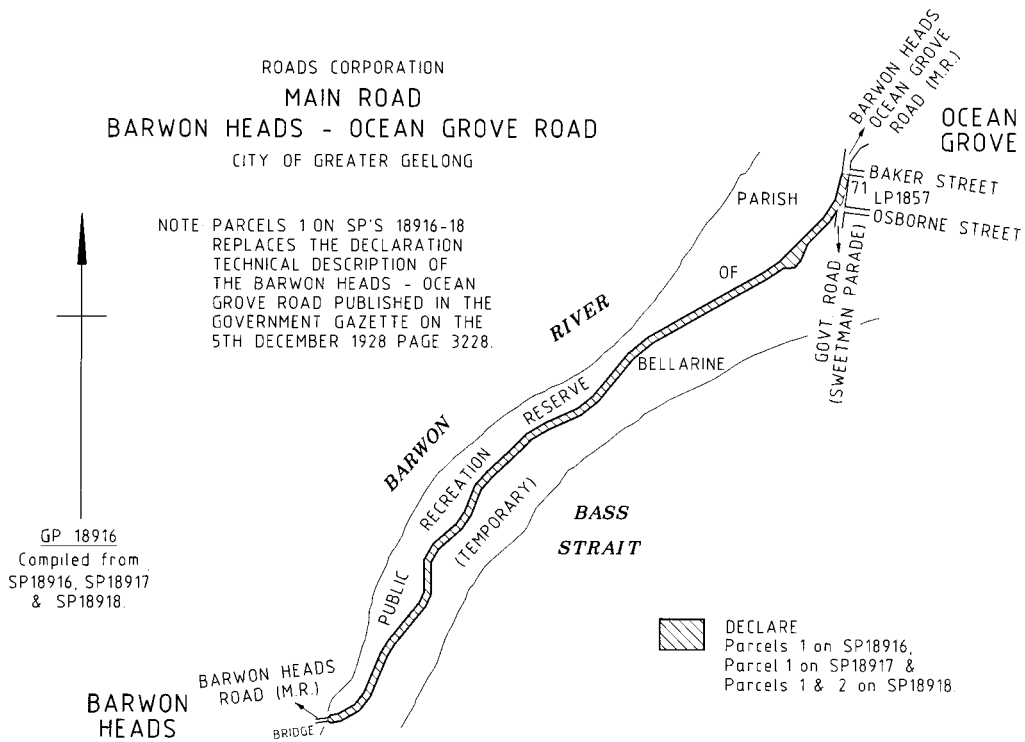 ROADS CORPORATION
MAIN ROAD
BARWON HEADS - OCEAN GROVE ROAD
CITY OF GREATER GEELONG
NOTE: PARCELS 1 ON SP'S 18916-18
REPLACES THE DECLARATION
TECHNICAL DESCRIPTION OF
THE BARWON HEADS - OCEAN
GROVE ROAD PUBLISHED IN THE
GOVERNMENT GAZETTE ON THE
5TH DECEMBER 1928 PAGE 3228.
BARWON HEADS
OCEAN GROVE
ROAD (M.R.)
OCEAN
GROVE
BAKER STREET
71
LP1857
OSBORNE STREET
GOVT. ROAD
(SWEETMAN PARADE)
PARISH
OF
BELLARINE
BARWON
RIVER
PUBLIC
RECREATION
RESERVE
(TEMPORARY)
BASS
STRAIT
GP 18916
Compiled from
SP18916, SP18917
& SP18918.
BARWON HEADS
ROAD (M.R.)
BARWON
HEADS
BRIDGE
DECLARE
Parcels 1 on SP18916,
Parcel 1 on SP18917 &
Parcels 1 & 2 on SP18918.